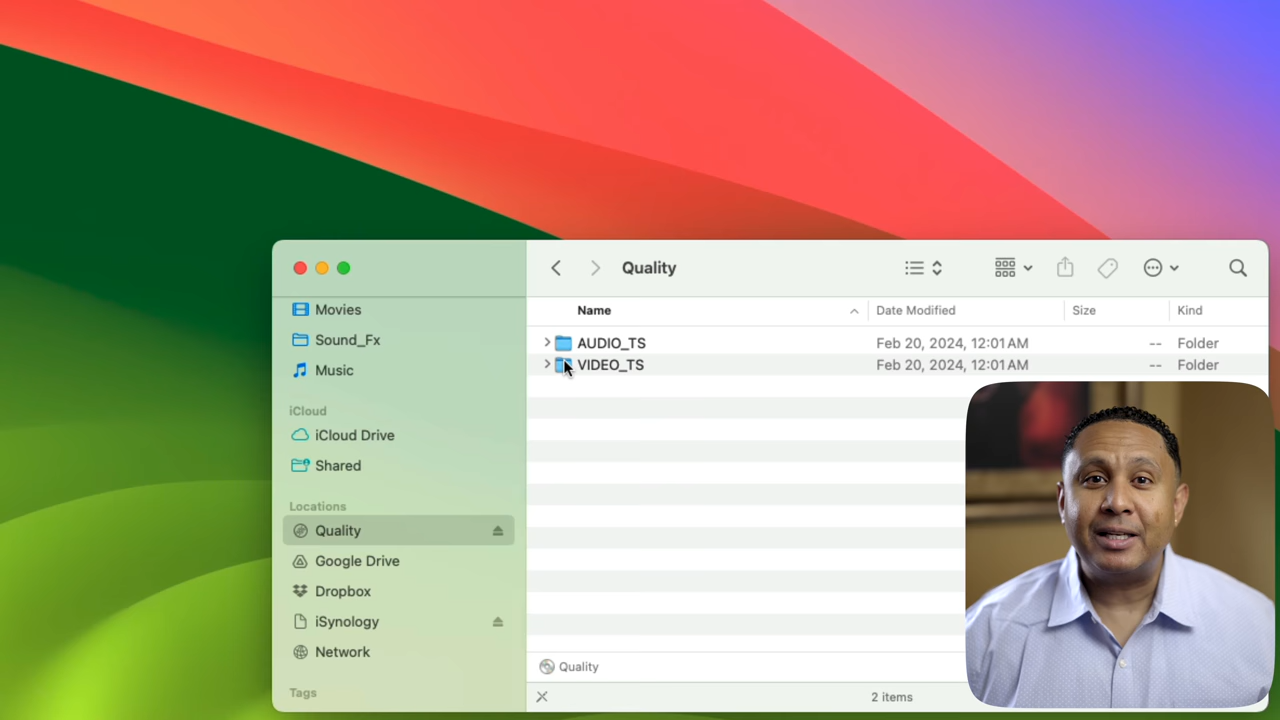 Quality
Name Date Modified Size Kind
Movies
AUDIO_TS Feb 20, 2024, 12:01 AM -- Folder
Sound_Fx
VIDEO_TS Feb 20, 2024, 12:01 AM -- Folder
Music
iCloud
iCloud Drive
Shared
Locations
Quality
Google Drive
Dropbox
iSynology
Network
Tags
Quality
2 items